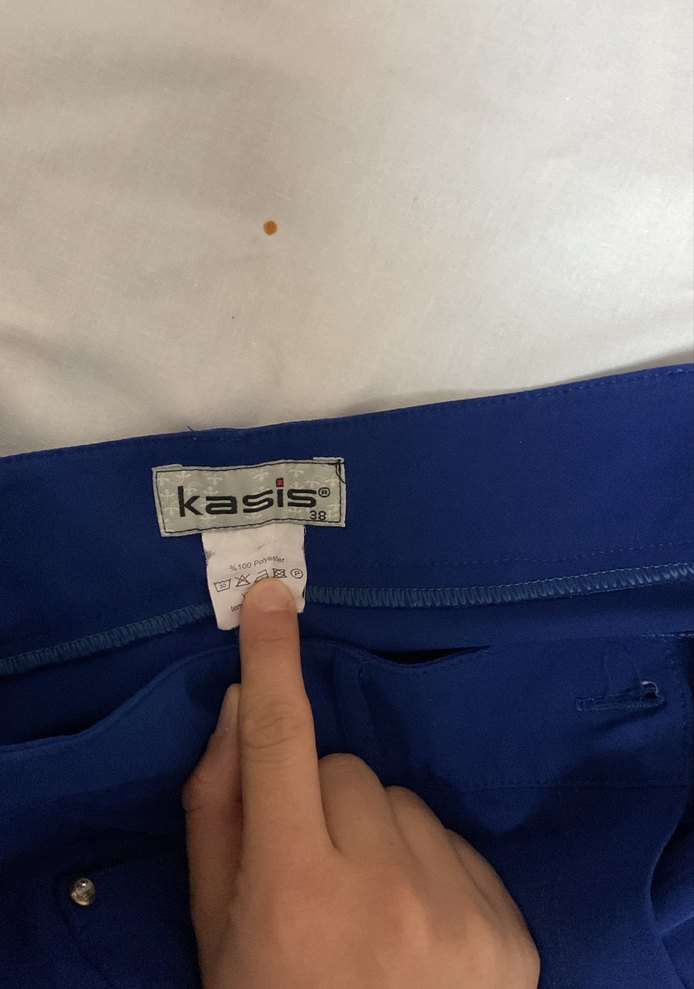 kasis®
38
%100 Polyester
P